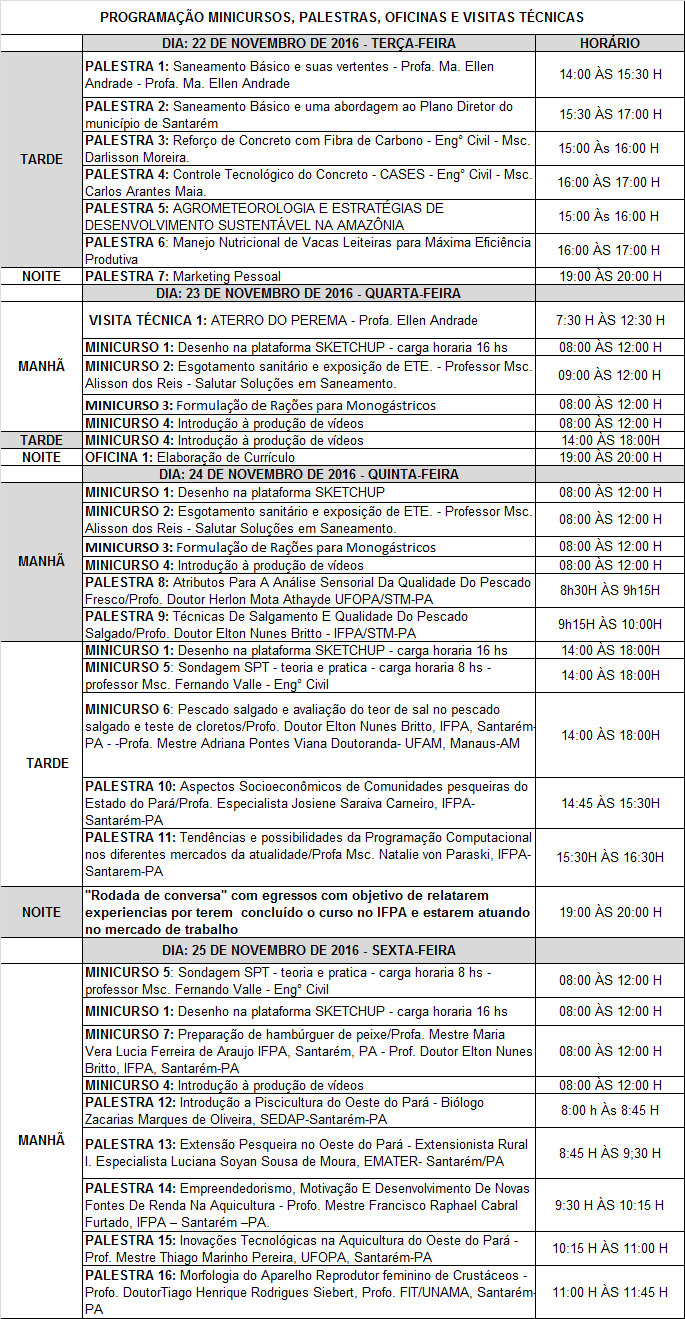 PROGRAMAÇÃO MINICURSOS, PALESTRAS, OFICINAS E VISITAS TÉCNICAS
DIA: 22 DE NOVEMBRO DE 2016 - TERÇA-FEIRA HORÁRIO
TARDE
PALESTRA 1: Saneamento Básico e suas vertentes - Profa. Ma. Ellen
Andrade - Profa. Ma. Ellen Andrade
14:00 ÀS 15:30 H
PALESTRA 2: Saneamento Básico e uma abordagem ao Plano Diretor do
município de Santarém
15:30 ÀS 17:00 H
PALESTRA 3: Reforço de Concreto com Fibra de Carbono - Eng° Civil - Msc.
Darlisson Moreira.
15:00 Às 16:00 H
PALESTRA 4: Controle Tecnológico do Concreto - CASES - Eng° Civil - Msc.
Carlos Arantes Maia.
16:00 ÀS 17:00 H
PALESTRA 5: AGROMETEOROLOGIA E ESTRATÉGIAS DE
DESENVOLVIMENTO SUSTENTÁVEL NA AMAZÔNIA
15:00 Às 16:00 H
PALESTRA 6: Manejo Nutricional de Vacas Leiteiras para Máxima Eficiência
Produtiva
16:00 ÀS 17:00 H
NOITE PALESTRA 7: Marketing Pessoal 19:00 ÀS 20:00 H
DIA: 23 DE NOVEMBRO DE 2016 - QUARTA-FEIRA
MANHÃ
VISITA TÉCNICA 1: ATERRO DO PEREMA - Profa. Ellen Andrade 7:30 H ÀS 12:30 H
MINICURSO 1: Desenho na plataforma SKETCHUP - carga horaria 16 hs 08:00 ÀS 12:00 H
MINICURSO 2: Esgotamento sanitário e exposição de ETE. - Professor Msc.
Alisson dos Reis - Salutar Soluções em Saneamento.
09:00 ÀS 12:00 H
MINICURSO 3: Formulação de Rações para Monogástricos 08:00 ÀS 12:00 H
MINICURSO 4: Introdução à produção de vídeos 08:00 ÀS 12:00 H
TARDE MINICURSO 4: Introdução à produção de vídeos 14:00 ÀS 18:00H
NOITE OFICINA 1: Elaboração de Currículo 19:00 ÀS 20:00 H
DIA: 24 DE NOVEMBRO DE 2016 - QUINTA-FEIRA
MANHÃ
MINICURSO 1: Desenho na plataforma SKETCHUP 08:00 ÀS 12:00 H
MINICURSO 2: Esgotamento sanitário e exposição de ETE. - Professor Msc.
Alisson dos Reis - Salutar Soluções em Saneamento.
08:00 ÀS 12:00 H
MINICURSO 3: Formulação de Rações para Monogástricos 08:00 ÀS 12:00 H
MINICURSO 4: Introdução à produção de vídeos 08:00 ÀS 12:00 H
PALESTRA 8: Atributos Para A Análise Sensorial Da Qualidade Do Pescado
Fresco/Profo. Doutor Herlon Mota Athayde UFOPA/STM-PA
8h30H ÀS 9h15H
PALESTRA 9: Técnicas De Salgamento E Qualidade Do Pescado
Salgado/Profo. Doutor Elton Nunes Britto - IFPA/STM-PA
9h15H ÀS 10:00H
TARDE
MINICURSO 1: Desenho na plataforma SKETCHUP - carga horaria 16 hs 14:00 ÀS 18:00H
MINICURSO 5: Sondagem SPT - teoria e pratica - carga horaria 8 hs -
professor Msc. Fernando Valle - Eng° Civil
14:00 ÀS 18:00H
MINICURSO 6: Pescado salgado e avaliação do teor de sal no pescado
salgado e teste de cloretos/Profo. Doutor Elton Nunes Britto, IFPA, Santarém-
PA - -Profa. Mestre Adriana Pontes Viana Doutoranda- UFAM, Manaus-AM
14:00 ÀS 18:00H
PALESTRA 10: Aspectos Socioeconômicos de Comunidades pesqueiras do
Estado do Pará/Profa. Especialista Josiene Saraiva Carneiro, IFPA-
Santarém-PA
14:45 ÀS 15:30H
PALESTRA 11: Tendências e possibilidades da Programação Computacional
nos diferentes mercados da atualidade/Profa Msc. Natalie von Paraski, IFPA-
Santarem-PA
15:30H ÀS 16:30H
NOITE
"Rodada de conversa" com egressos com objetivo de relatarem
experiencias por terem concluído o curso no IFPA e estarem atuando
no mercado de trabalho
19:00 ÀS 20:00 H
DIA: 25 DE NOVEMBRO DE 2016 - SEXTA-FEIRA
MANHÃ
MINICURSO 5: Sondagem SPT - teoria e pratica - carga horaria 8 hs -
professor Msc. Fernando Valle - Eng° Civil
08:00 ÀS 12:00 H
MINICURSO 1: Desenho na plataforma SKETCHUP - carga horaria 16 hs 08:00 ÀS 12:00 H
MINICURSO 7: Preparação de hambúrguer de peixe/Profa. Mestre Maria
Vera Lucia Ferreira de Araujo IFPA, Santarém, PA - Prof. Doutor Elton Nunes
Britto, IFPA, Santarém-PA
08:00 ÀS 12:00 H
MINICURSO 4: Introdução à produção de vídeos 08:00 ÀS 12:00 H
PALESTRA 12: Introdução a Piscicultura do Oeste do Pará - Biólogo
Zacarias Marques de Oliveira, SEDAP-Santarém-PA
8:00 h Às 8:45 H
PALESTRA 13: Extensão Pesqueira no Oeste do Pará - Extensionista Rural
I. Especialista Luciana Soyan Sousa de Moura, EMATER- Santarém/PA
8:45 H ÀS 9;30 H
PALESTRA 14: Empreendedorismo, Motivação E Desenvolvimento De Novas
Fontes De Renda Na Aquicultura - Profo. Mestre Francisco Raphael Cabral
Furtado, IFPA – Santarém –PA.
9:30 H ÀS 10:15 H
PALESTRA 15: Inovações Tecnológicas na Aquicultura do Oeste do Pará -
Prof. Mestre Thiago Marinho Pereira, UFOPA, Santarém-PA
10:15 H ÀS 11:00 H
PALESTRA 16: Morfologia do Aparelho Reprodutor feminino de Crustáceos -
Profo. DoutorTiago Henrique Rodrigues Siebert, Profo. FIT/UNAMA, Santarém-
PA
11:00 H ÀS 11:45 H